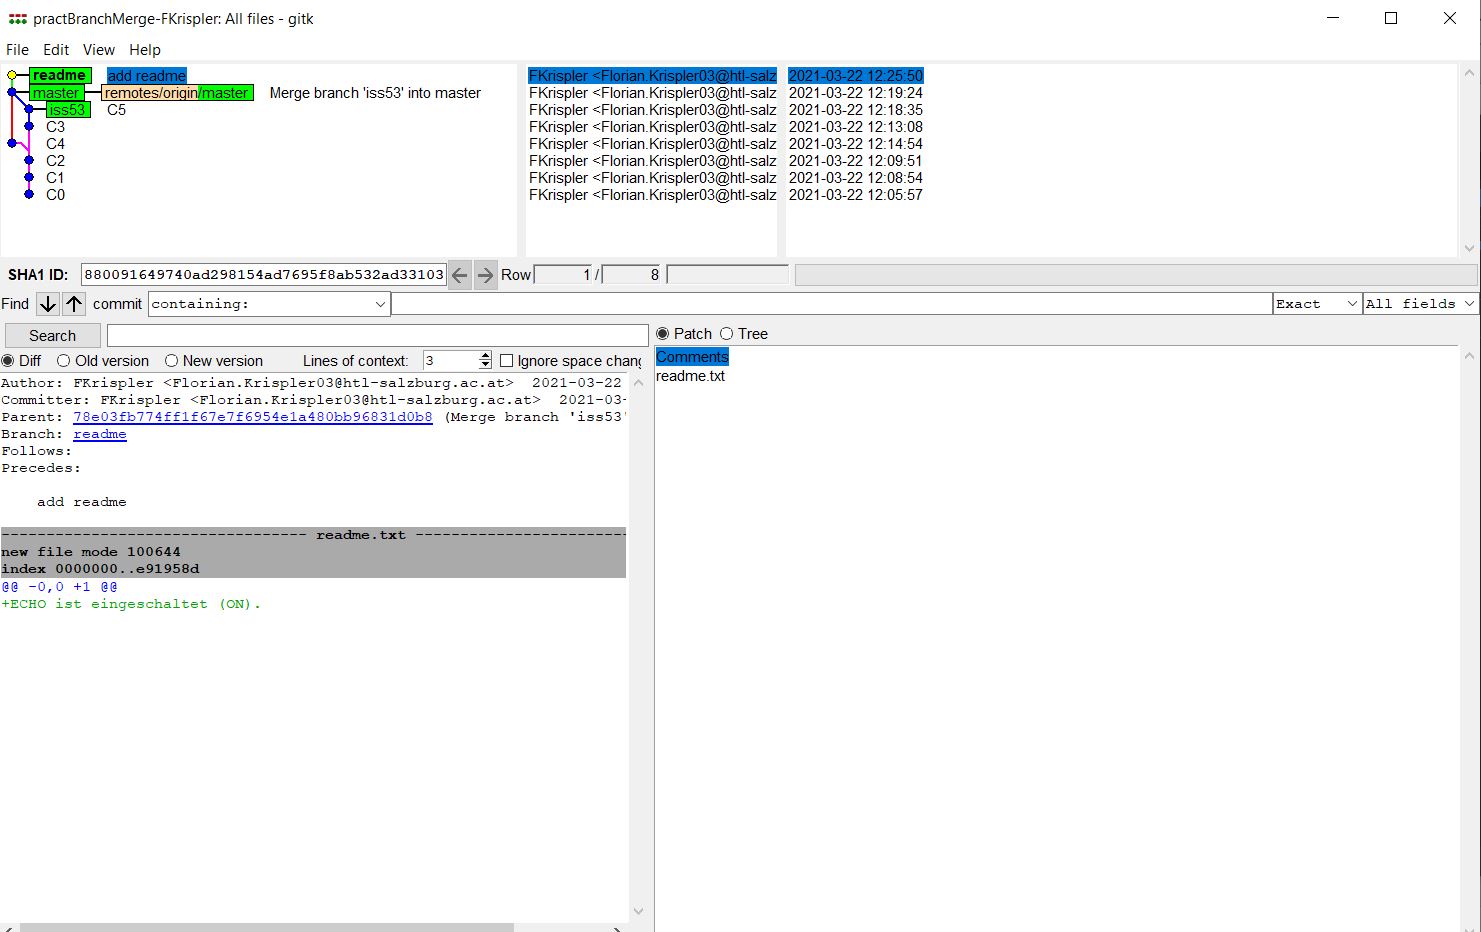 practBranchMerge-FKrispler: All files - gitk
File Edit View Help
readme add readme FKrispler <Florian.Krispler03@htl-salz 2021-03-22 12:25:50
master remotes/origin/master Merge branch 'iss53' into master FKrispler <Florian.Krispler03@htl-salz 2021-03-22 12:19:24
iss53 C5 FKrispler <Florian.Krispler03@htl-salz 2021-03-22 12:18:35
C3 FKrispler <Florian.Krispler03@htl-salz 2021-03-22 12:13:08
C4 FKrispler <Florian.Krispler03@htl-salz 2021-03-22 12:14:54
C2 FKrispler <Florian.Krispler03@htl-salz 2021-03-22 12:09:51
C1 FKrispler <Florian.Krispler03@htl-salz 2021-03-22 12:08:54
C0 FKrispler <Florian.Krispler03@htl-salz 2021-03-22 12:05:57
SHA1 ID: 880091649740ad298154ad7695f8ab532ad33103 Row 1 / 8
Find commit containing: Exact All fields
Search
Patch Tree
Diff Old version New version Lines of context: 3 Ignore space chang
Comments
readme.txt
Author: FKrispler <Florian.Krispler03@htl-salzburg.ac.at> 2021-03-22
Committer: FKrispler <Florian.Krispler03@htl-salzburg.ac.at> 2021-03-
Parent: 78e03fb774ff1f67e7f6954e1a480bb96831d0b8 (Merge branch 'iss53'
Branch: readme
Follows:
Precedes:
add readme
---------------------------------- readme.txt ------------------------
new file mode 100644
index 0000000..e91958d
@@ -0,0 +1 @@
+ECHO ist eingeschaltet (ON).